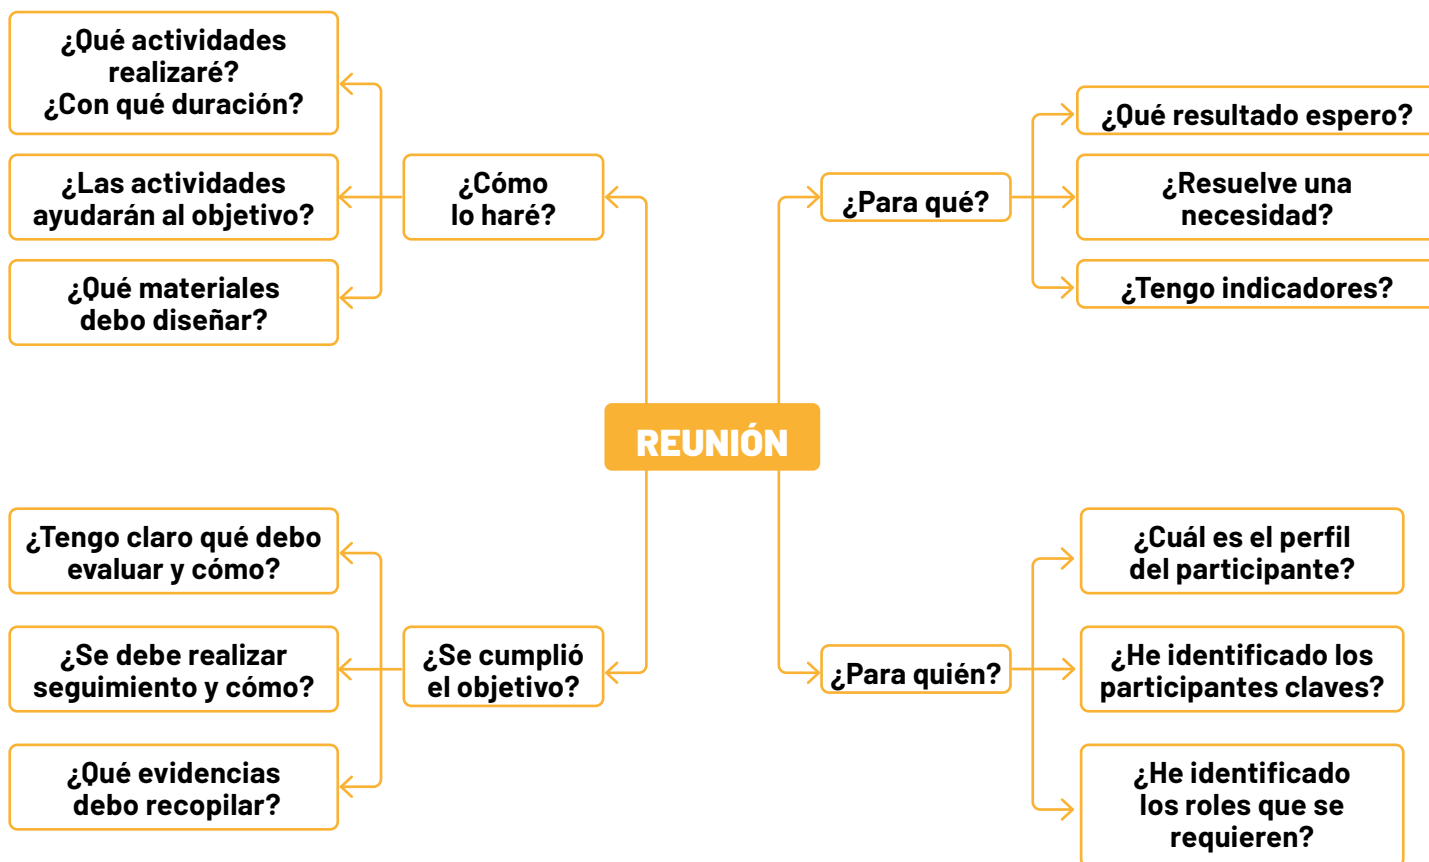 ¿Qué actividades
realizaré?
¿Con qué duración?
¿Las actividades
ayudarán al objetivo?
¿Qué materiales
debo diseñar?
¿Cómo
lo haré?
¿Para qué?
¿Qué resultado espero?
¿Resuelve una
necesidad?
¿Tengo indicadores?
REUNIÓN
¿Tengo claro qué debo
evaluar y cómo?
¿Se debe realizar
seguimiento y cómo?
¿Qué evidencias
debo recopilar?
¿Se cumplió
el objetivo?
¿Para quién?
¿Cuál es el perfil
del participante?
¿He identificado los
participantes claves?
¿He identificado
los roles que se
requieren?